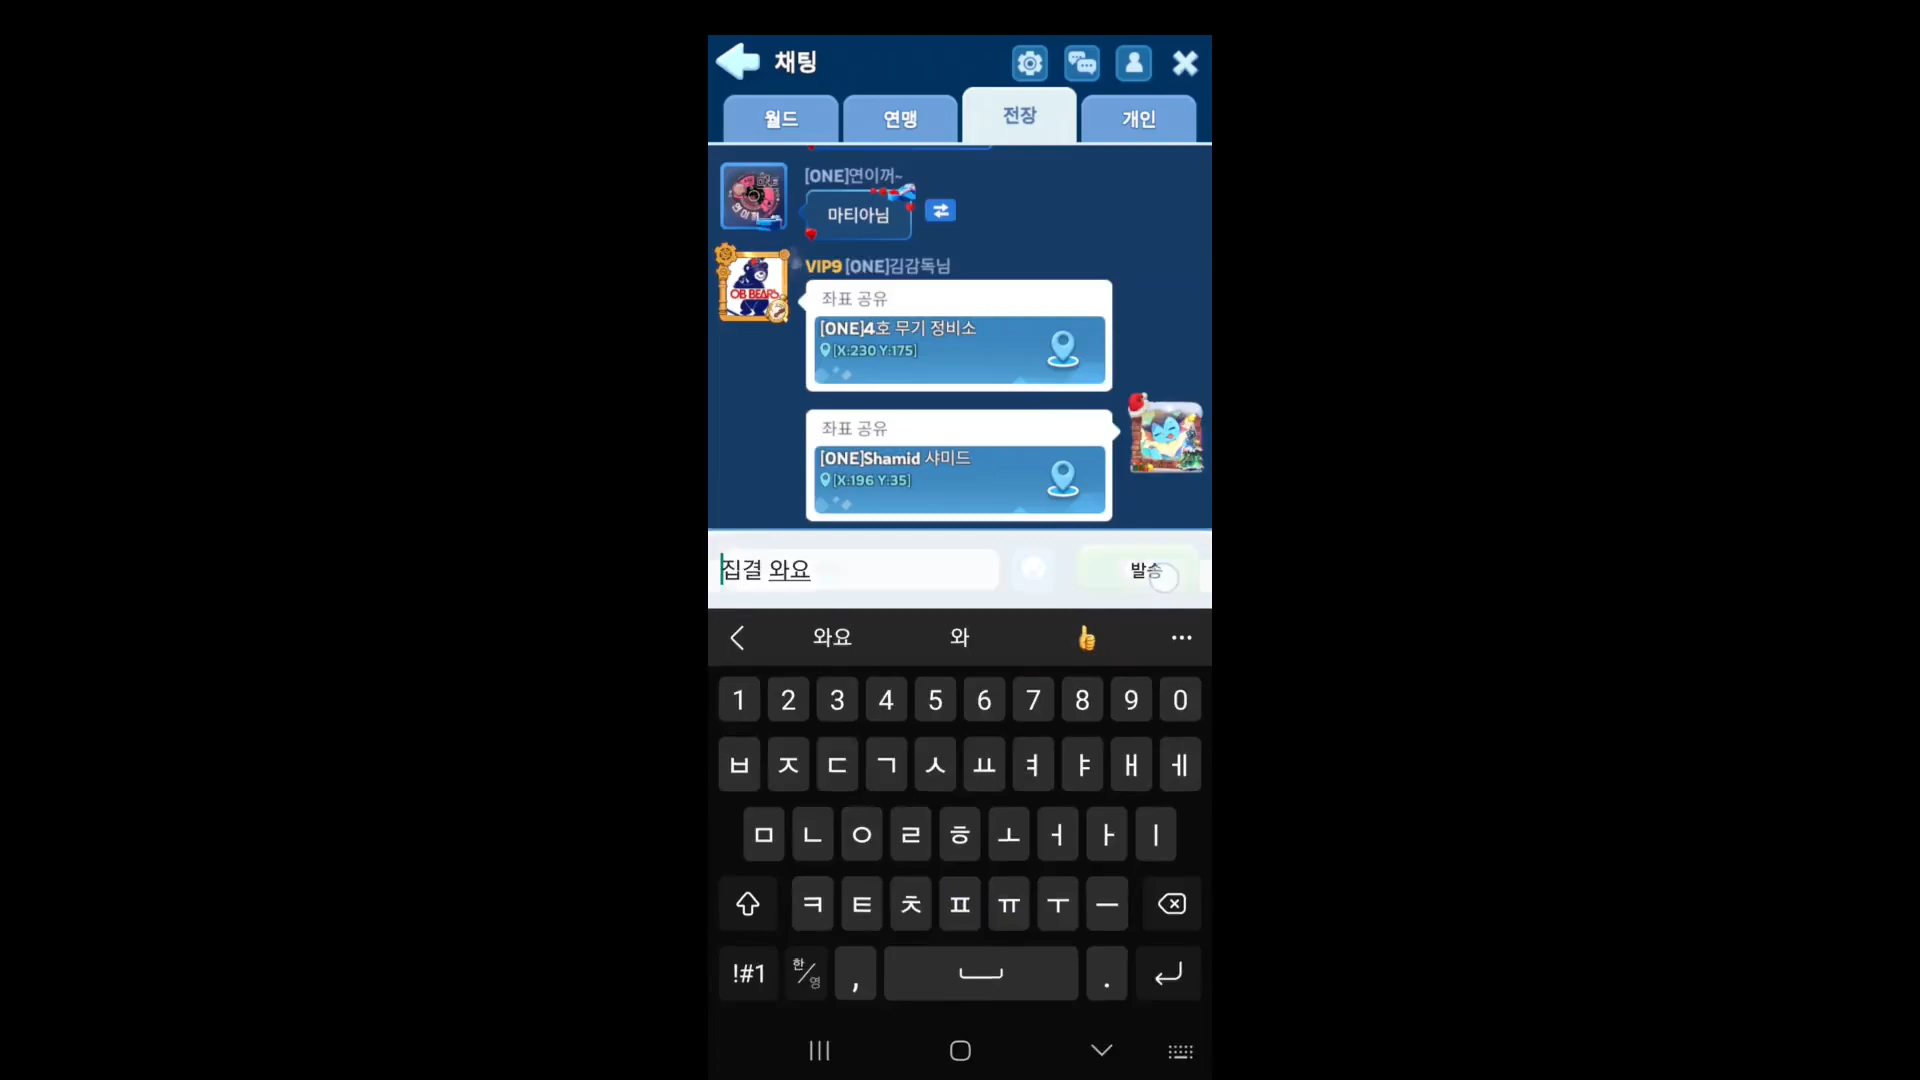 채팅
월드 연맹 전장 개인
[ONE]연이꺼~
마티아님
OB BEARS
VIP9 [ONE]김감독님
좌표 공유
[ONE]4호 무기 정비소
[X:230 Y:175]
좌표 공유
[ONE]Shamid 샤미드
[X:196 Y:35]
집결 와요 발송
와요 와 ...
1 2 3 4 5 6 7 8 9 0
ㅂ ㅈ ㄷ ㄱ ㅅ ㅛ ㅕ ㅑ ㅐ ㅔ
ㅁ ㄴ ㅇ ㄹ ㅎ ㅗ ㅓ ㅏ ㅣ
ㅋ ㅌ ㅊ ㅍ ㅠ ㅜ ㅡ
!#1 한/영 , .